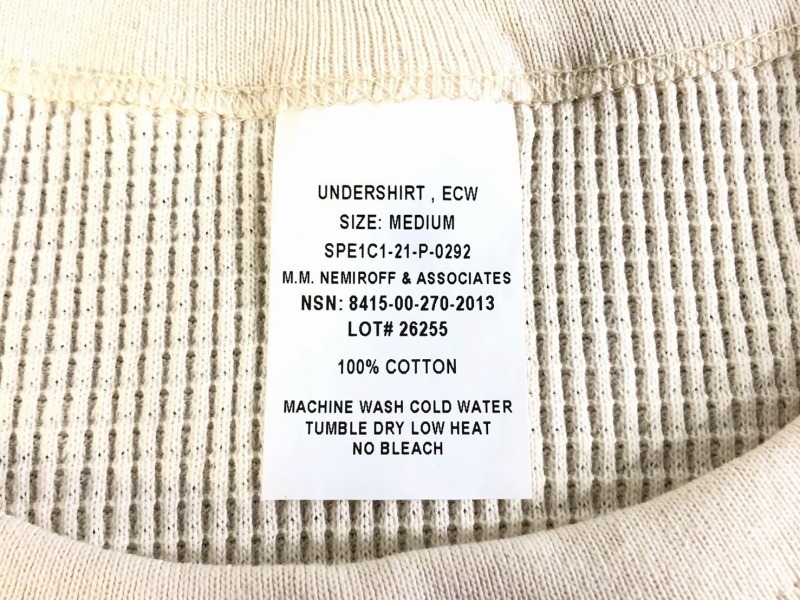 UNDERSHIRT , ECW
SIZE: MEDIUM
SPE1C1-21-P-0292
M.M. NEMIROFF & ASSOCIATES
NSN: 8415-00-270-2013
LOT# 26255
100% COTTON
MACHINE WASH COLD WATER
TUMBLE DRY LOW HEAT
NO BLEACH